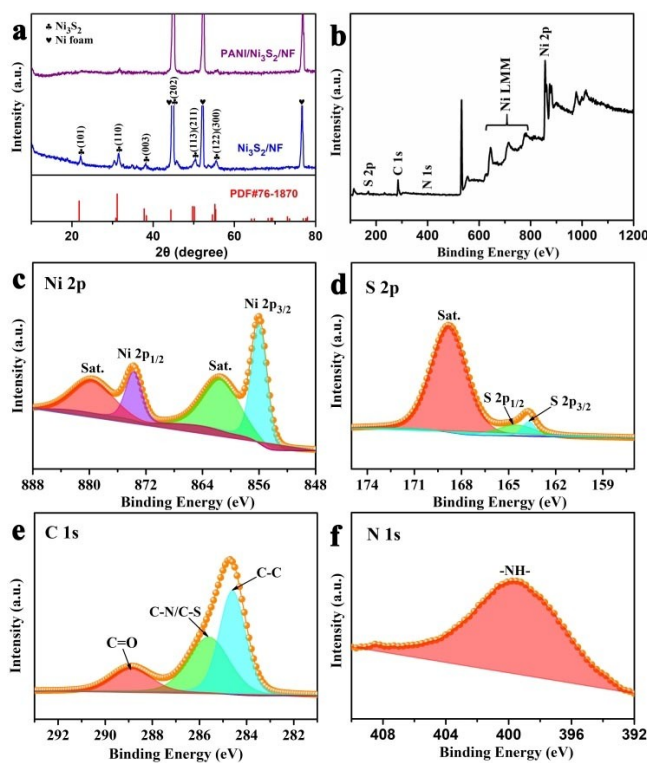 a
♣ Ni₃S₂
♥ Ni foam
PANI/Ni₃S₂/NF
(101)
(110)
(003)
(202)
(113)(211)
(122)(300)
Ni₃S₂/NF
PDF#76-1870
Intensity (a.u.)
20 40 60 80
2θ (degree)
b
S 2p
C 1s
N 1s
Ni LMM
Ni 2p
Intensity (a.u.)
200 400 600 800 1000 1200
Binding Energy (eV)
c
Ni 2p
Sat.
Ni 2p1/2
Sat.
Ni 2p3/2
Intensity (a.u.)
888 880 872 864 856 848
Binding Energy (eV)
d
S 2p
Sat.
S 2p1/2
S 2p3/2
Intensity (a.u.)
174 171 168 165 162 159
Binding Energy (eV)
e
C 1s
C=O
C-N/C-S
C-C
Intensity (a.u.)
292 290 288 286 284 282
Binding Energy (eV)
f
N 1s
-NH-
Intensity (a.u.)
408 404 400 396 392
Binding Energy (eV)